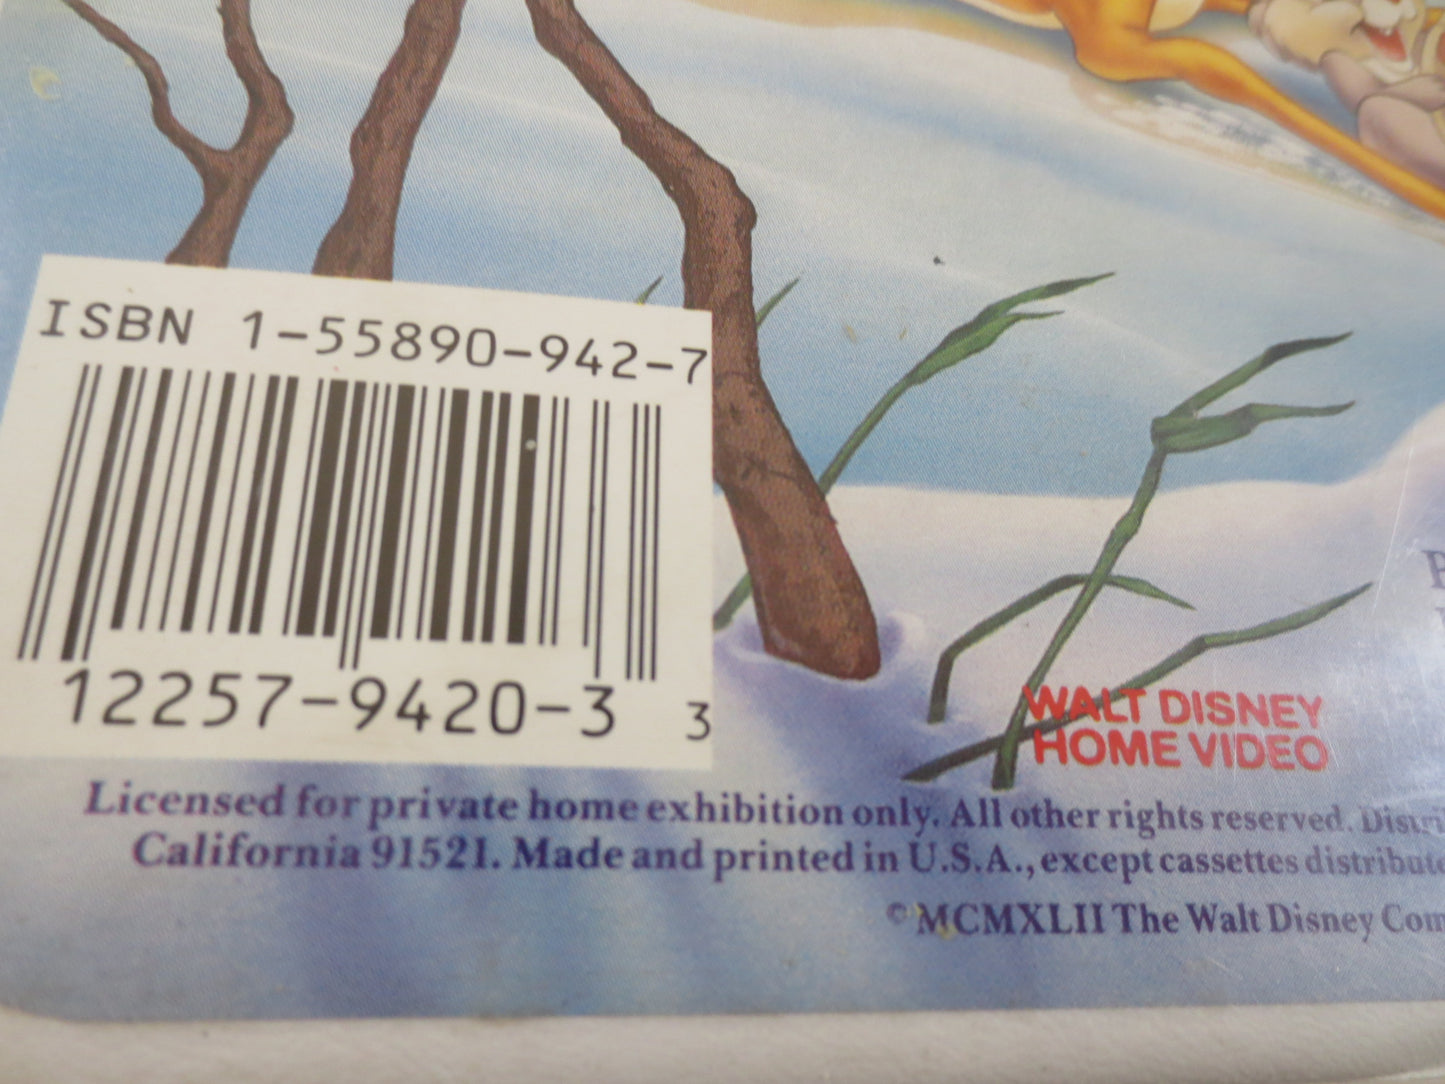 ISBN 1-55890-942-7
12257-9420-3 3
WALT DISNEY
HOME VIDEO
Licensed for private home exhibition only. All other rights reserved.
California 91521. Made and printed in U.S.A., except cassettes
© MCMXLII The Walt Disney